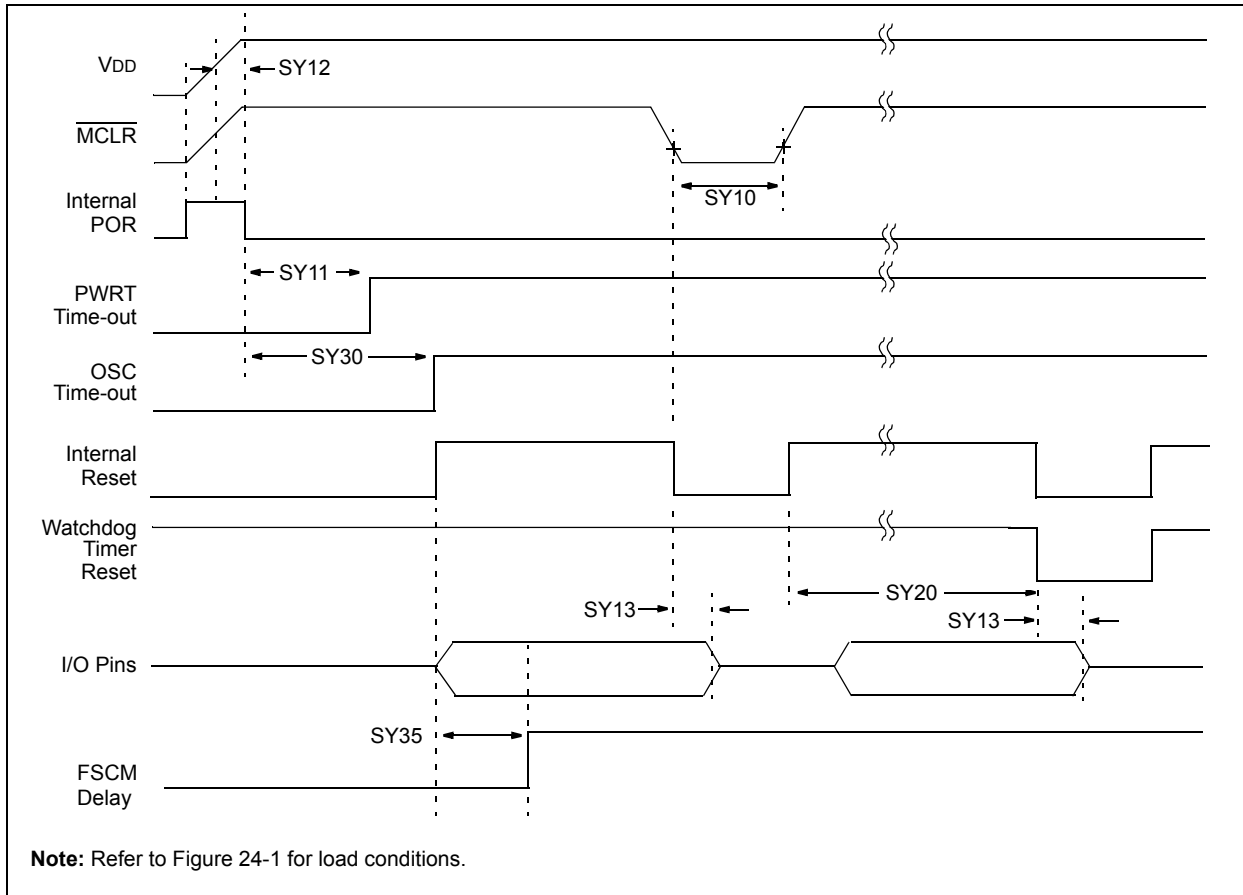 VDD
SY12
MCLR
SY10
Internal
POR
SY11
PWRT
Time-out
SY30
OSC
Time-out
Internal
Reset
Watchdog
Timer
Reset
SY20
SY13
SY13
I/O Pins
SY35
FSCM
Delay
Note: Refer to Figure 24-1 for load conditions.